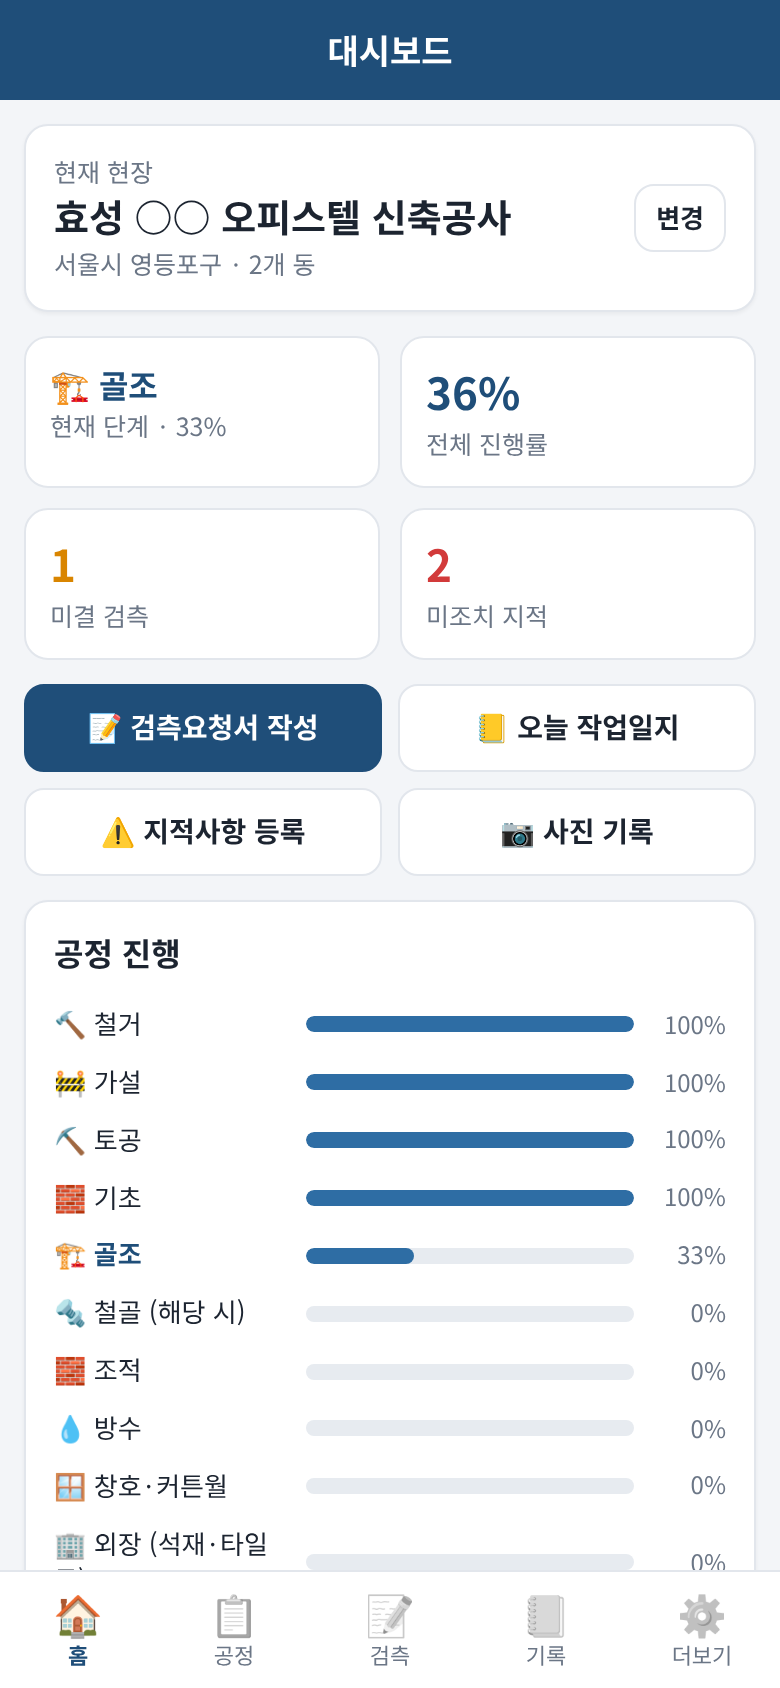 대시보드
현재 현장
효성 ○○ 오피스텔 신축공사
서울시 영등포구 · 2개 동
변경
골조
현재 단계 · 33%
36%
전체 진행률
1
미결 검측
2
미조치 지적
검측요청서 작성
오늘 작업일지
지적사항 등록
사진 기록
공정 진행
철거 100%
가설 100%
토공 100%
기초 100%
골조 33%
철골 (해당 시) 0%
조적 0%
방수 0%
창호·커튼월 0%
외장 (석재·타일 0%
홈
공정
검측
기록
더보기